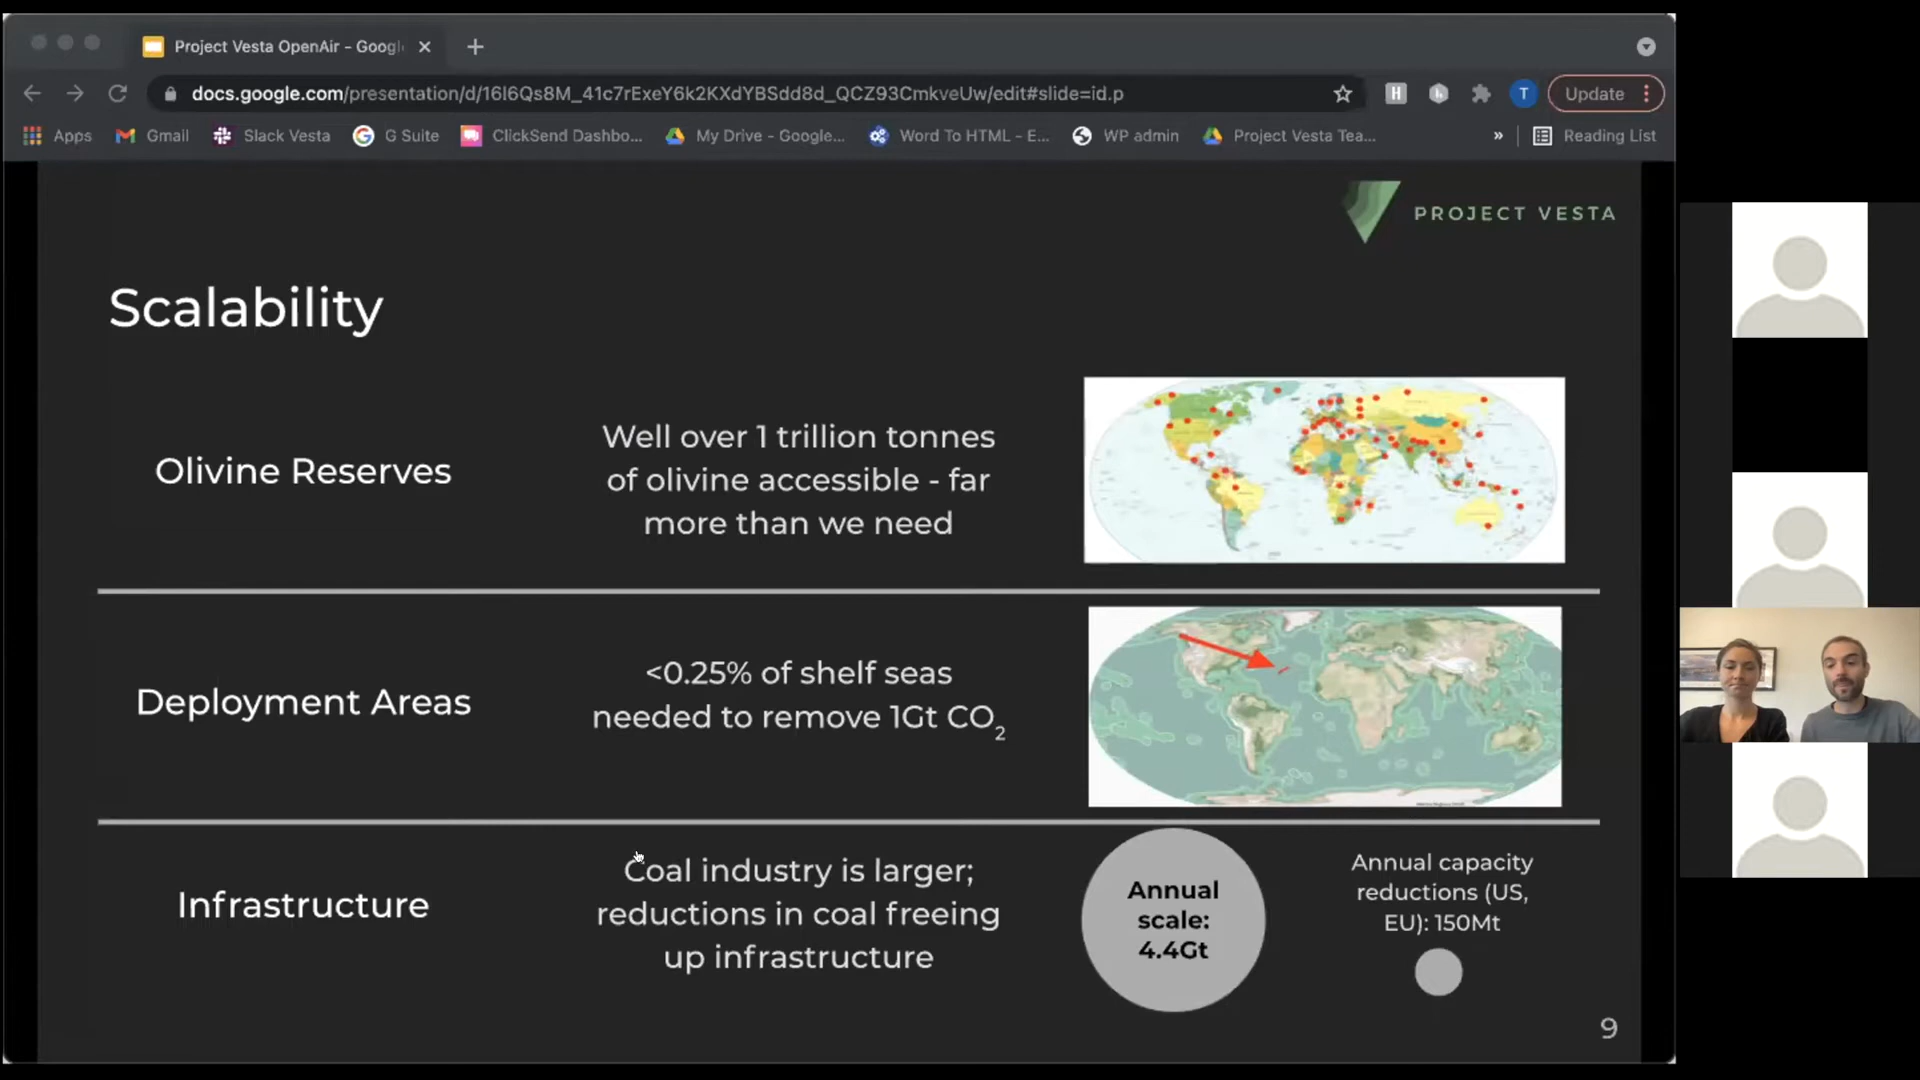 Project Vesta OpenAir - Googl
docs.google.com/presentation/d/16I6Qs8M_41c7rExeY6k2KXdYBSdd8d_QCZ93CmkveUw/edit#slide=id.p
T
Update
Apps
Gmail
Slack Vesta
G Suite
ClickSend Dashbo...
My Drive - Google...
Word To HTML - E...
WP admin
Project Vesta Tea...
»
Reading List
PROJECT VESTA
Scalability
Olivine Reserves
Well over 1 trillion tonnes
of olivine accessible - far
more than we need
Deployment Areas
<0.25% of shelf seas
needed to remove 1Gt CO₂
Infrastructure
Coal industry is larger;
reductions in coal freeing
up infrastructure
Annual
scale:
4.4Gt
Annual capacity
reductions (US,
EU): 150Mt
9